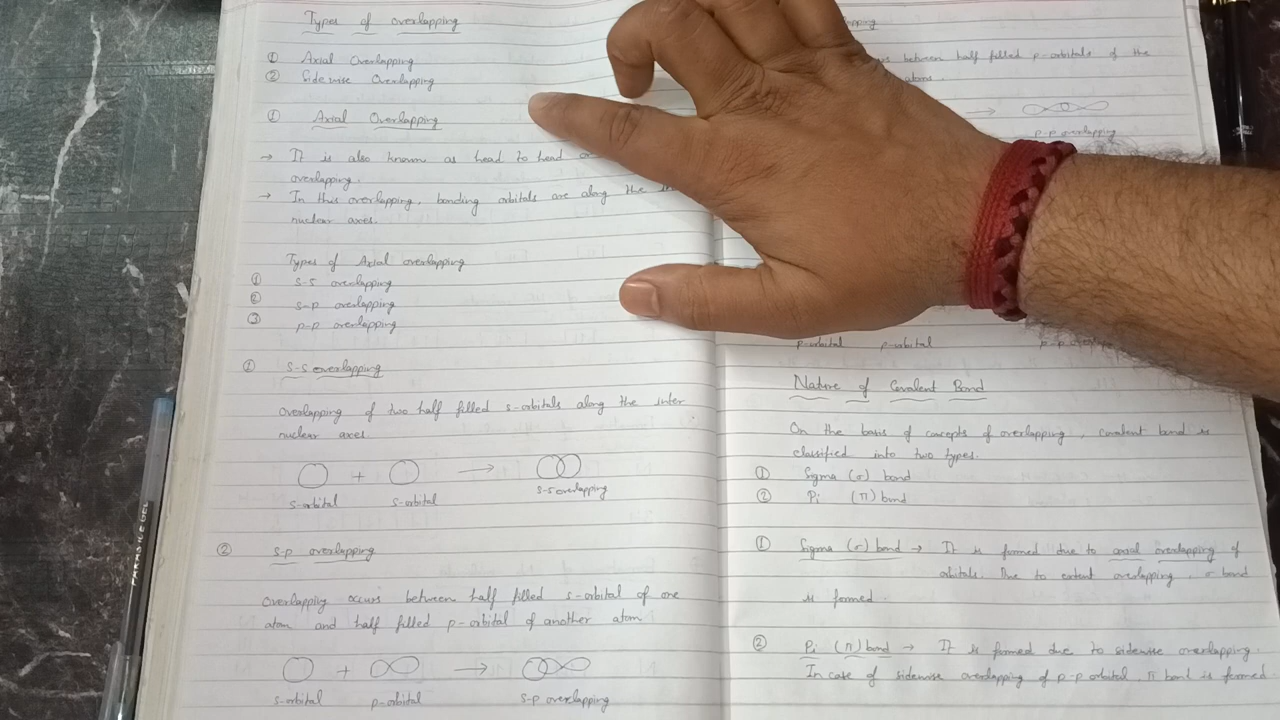 Types of overlapping
① Axial Overlapping
② Sidewise Overlapping
① Axial Overlapping
→ It is also known as head to head
overlapping.
→ In this overlapping, bonding orbitals are along the
nuclear axis.
Types of Axial overlapping
① s-s overlapping
② s-p overlapping
③ p-p overlapping
① s-s overlapping
Overlapping of two half filled s-orbitals along the inter
nuclear axes.
+ →
s-orbital s-orbital s-s overlapping
② s-p overlapping
Overlapping occurs between half filled s-orbital of one
atom and half filled p-orbital of another atom
+ →
s-orbital p-orbital s-p overlapping
between half filled p-orbitals of the
atoms.
→
p-p overlapping
p-orbital p-orbital
Nature of Covalent Bond
On the basis of concepts of overlapping, covalent bond is
classified into two types.
① Sigma (σ) bond
② Pi (π) bond
① Sigma (σ) bond → It is formed due to axial overlapping of
orbitals. Due to extent overlapping, σ bond
is formed.
② Pi (π) bond → It is formed due to sidewise overlapping.
In case of sidewise overlapping of p-p orbital, π bond is formed
PARAS ICE GEL